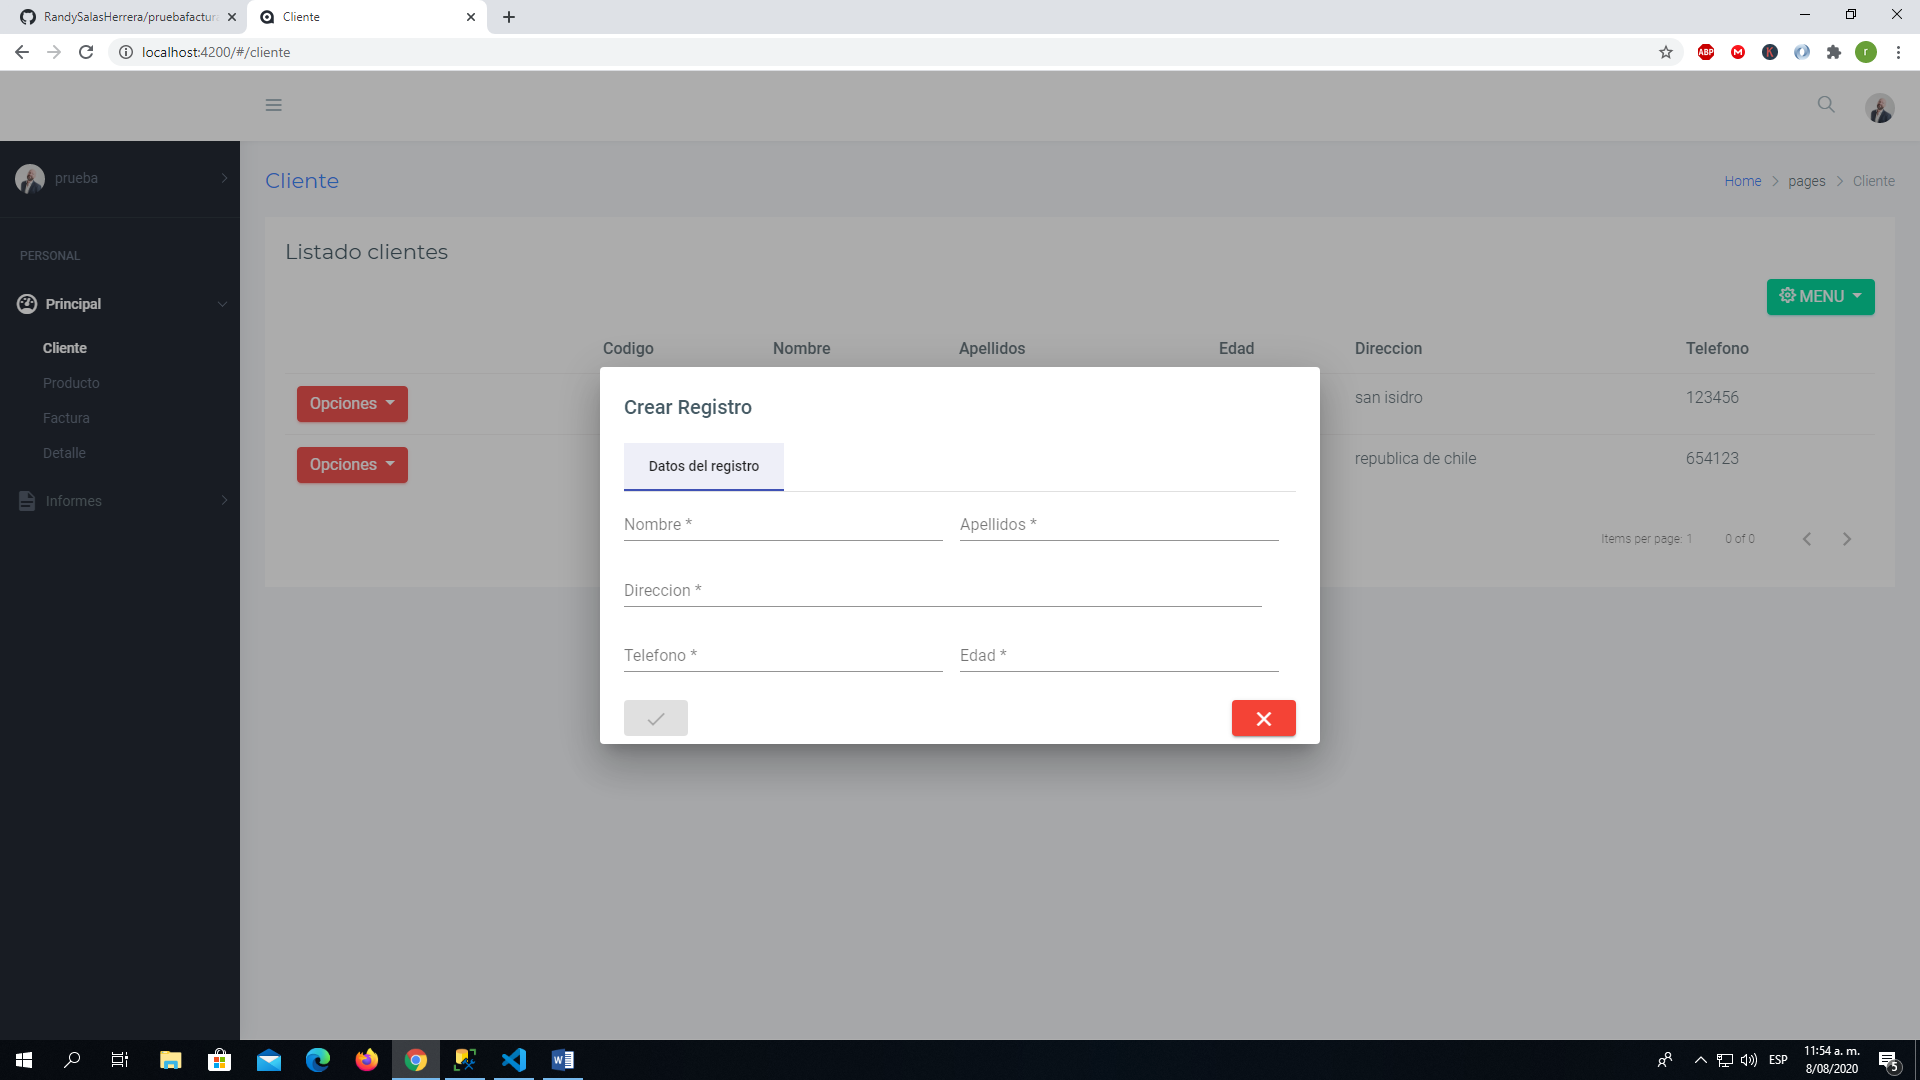 RandySalasHerrera/pruebafactura
Cliente
localhost:4200/#/cliente
ABP
M
K
r
prueba
Cliente
Home
pages
Cliente
PERSONAL
Listado clientes
Principal
MENU
Cliente
Codigo
Nombre
Apellidos
Edad
Direccion
Telefono
Producto
Opciones
san isidro
123456
Factura
Detalle
Opciones
republica de chile
654123
Informes
Items per page: 1
0 of 0
Crear Registro
Datos del registro
Nombre *
Apellidos *
Direccion *
Telefono *
Edad *
W
ESP
11:54 a. m.
8/08/2020
5